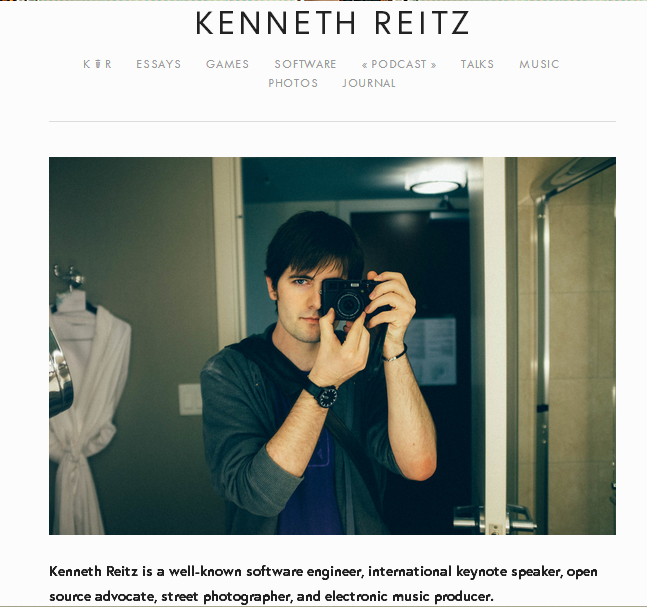 KENNETH REITZ
K ☤ R ESSAYS GAMES SOFTWARE « PODCAST » TALKS MUSIC
PHOTOS JOURNAL
Kenneth Reitz is a well-known software engineer, international keynote speaker, open
source advocate, street photographer, and electronic music producer.